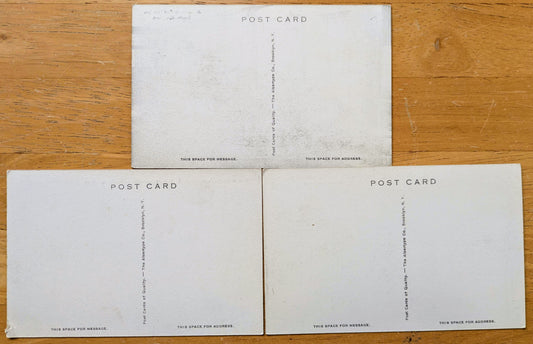 POST CARD
Post Cards of Quality. — The Albertype Co., Brooklyn, N. Y.
THIS SPACE FOR MESSAGE.
THIS SPACE FOR ADDRESS.
POST CARD
Post Cards of Quality. — The Albertype Co., Brooklyn, N. Y.
THIS SPACE FOR MESSAGE.
THIS SPACE FOR ADDRESS.
POST CARD
Post Cards of Quality. — The Albertype Co., Brooklyn, N. Y.
THIS SPACE FOR MESSAGE.
THIS SPACE FOR ADDRESS.